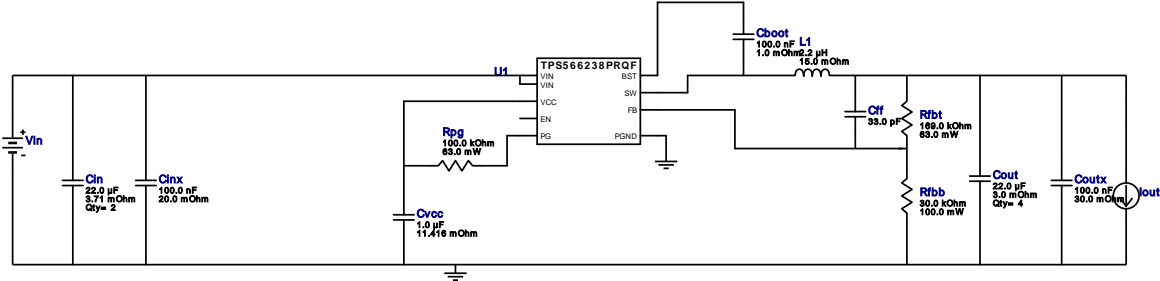 Cboot
100.0 nF
1.0 mOhm
L1
2.2 µH
15.0 mOhm
U1
TPS566238PRQF
VIN
VIN
VCC
EN
PG
BST
SW
FB
PGND
Vin
+
-
Cin
22.0 µF
3.71 mOhm
Qty= 2
Cinx
100.0 nF
20.0 mOhm
Rpg
100.0 kOhm
63.0 mW
Cvcc
1.0 µF
11.416 mOhm
Cff
33.0 pF
Rfbt
169.0 kOhm
63.0 mW
Rfbb
30.0 kOhm
100.0 mW
Cout
22.0 µF
3.0 mOhm
Qty= 4
Coutx
100.0 nF
30.0 mOhm
Iout